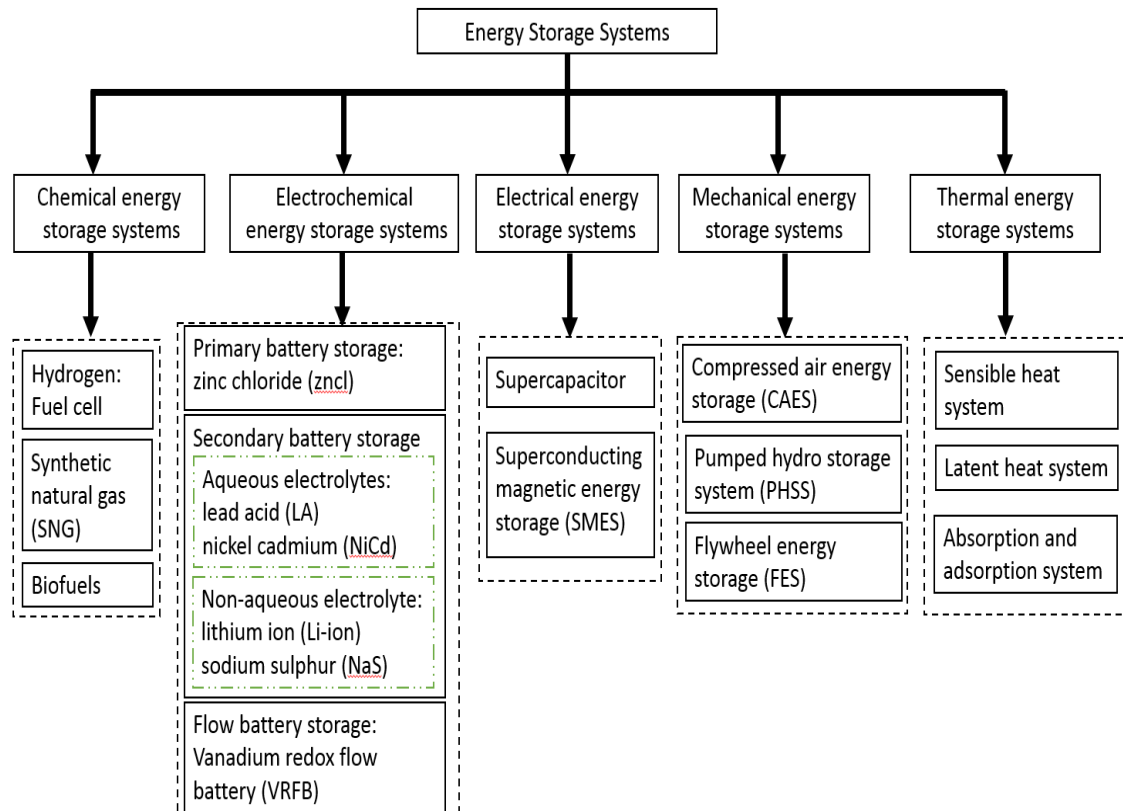 Energy Storage Systems
Chemical energy
storage systems
Electrochemical
energy storage systems
Electrical energy
storage systems
Mechanical energy
storage systems
Thermal energy
storage systems
Hydrogen:
Fuel cell
Synthetic
natural gas
(SNG)
Biofuels
Primary battery storage:
zinc chloride (zncl)
Secondary battery storage
Aqueous electrolytes:
lead acid (LA)
nickel cadmium (NiCd)
Non-aqueous electrolyte:
lithium ion (Li-ion)
sodium sulphur (NaS)
Flow battery storage:
Vanadium redox flow
battery (VRFB)
Supercapacitor
Superconducting
magnetic energy
storage (SMES)
Compressed air energy
storage (CAES)
Pumped hydro storage
system (PHSS)
Flywheel energy
storage (FES)
Sensible heat
system
Latent heat system
Absorption and
adsorption system